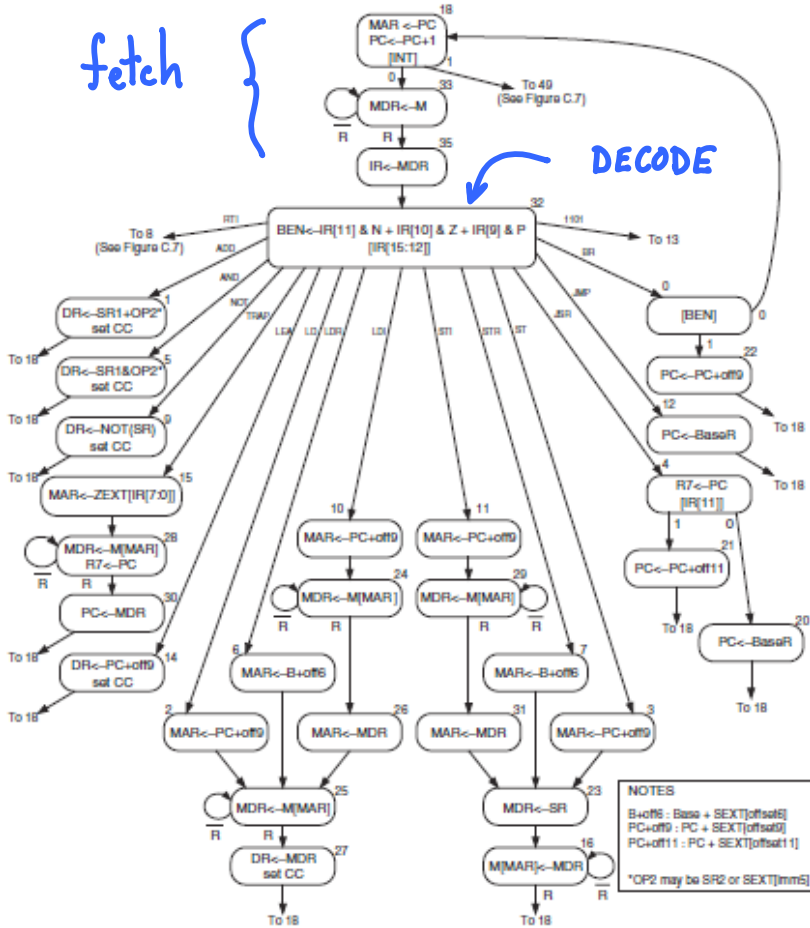 fetch
{
18
MAR <-PC
PC<-PC+1
[INT]
0
1
To 49
(See Figure C.7)
33
MDR<-M
R
R
35
IR<-MDR
DECODE
32
BEN<-IR[11] & N + IR[10] & Z + IR[9] & P
[IR[15:12]]
RTI
To 8
(See Figure C.7)
1101
To 13
ADD
AND
NOT
TRAP
LEA
LD
LDR
LDI
STI
STR
ST
JSR
JMP
BR
1
DR<-SR1+OP2*
set CC
To 18
5
DR<-SR1&OP2*
set CC
To 18
9
DR<-NOT(SR)
set CC
To 18
15
MAR<-ZEXT[IR[7:0]]
28
MDR<-M[MAR]
R7<-PC
R
R
30
PC<-MDR
To 18
14
DR<-PC+off9
set CC
To 18
0
[BEN]
0
1
22
PC<-PC+off9
To 18
12
PC<-BaseR
To 18
4
R7<-PC
[IR[11]]
1
0
21
PC<-PC+off11
To 18
20
PC<-BaseR
To 18
10
MAR<-PC+off9
24
MDR<-M[MAR]
R
R
11
MAR<-PC+off9
29
MDR<-M[MAR]
R
R
6
MAR<-B+off6
7
MAR<-B+off6
2
MAR<-PC+off9
26
MAR<-MDR
31
MAR<-MDR
3
MAR<-PC+off9
25
MDR<-M[MAR]
R
R
27
DR<-MDR
set CC
To 18
23
MDR<-SR
16
M[MAR]<-MDR
R
R
To 18
NOTES
B+off6 : Base + SEXT[offset6]
PC+off9 : PC + SEXT[offset9]
PC+off11 : PC + SEXT[offset11]
*OP2 may be SR2 or SEXT[imm5]